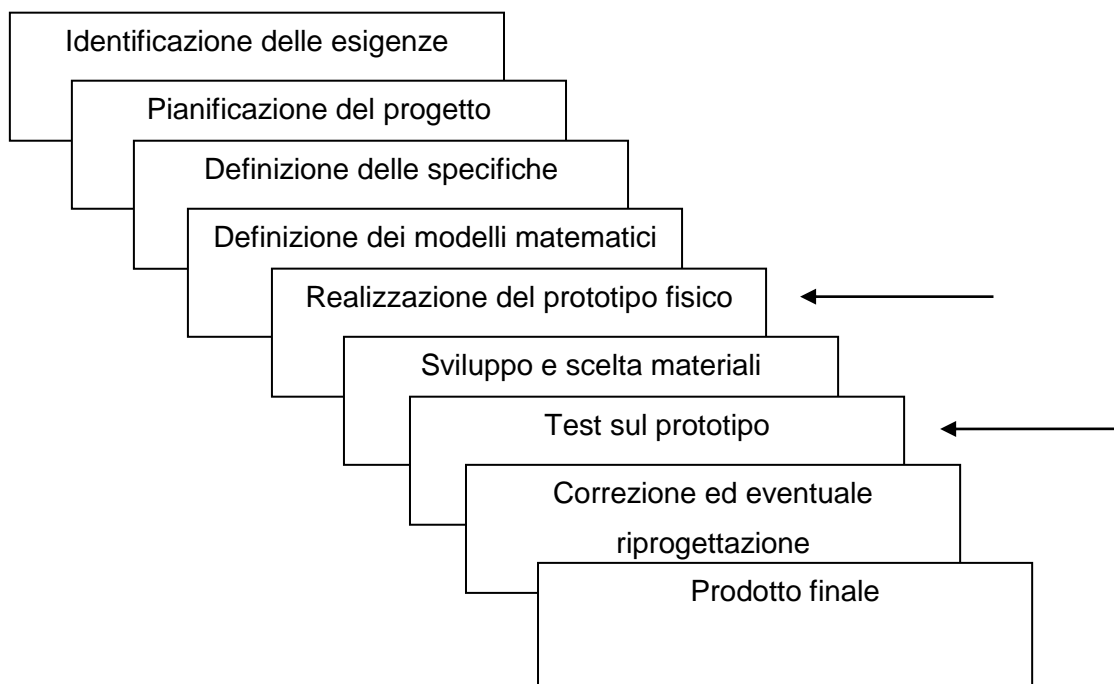 Identificazione delle esigenze
Pianificazione del progetto
Definizione delle specifiche
Definizione dei modelli matematici
Realizzazione del prototipo fisico
Sviluppo e scelta materiali
Test sul prototipo
Correzione ed eventuale
riprogettazione
Prodotto finale